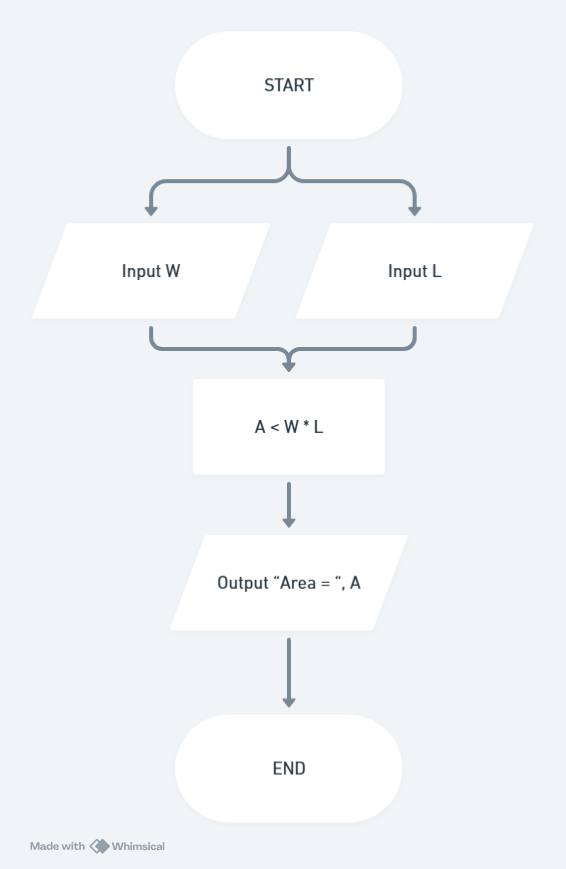 START
Input W
Input L
A < W * L
Output “Area = “, A
END
Made with Whimsical